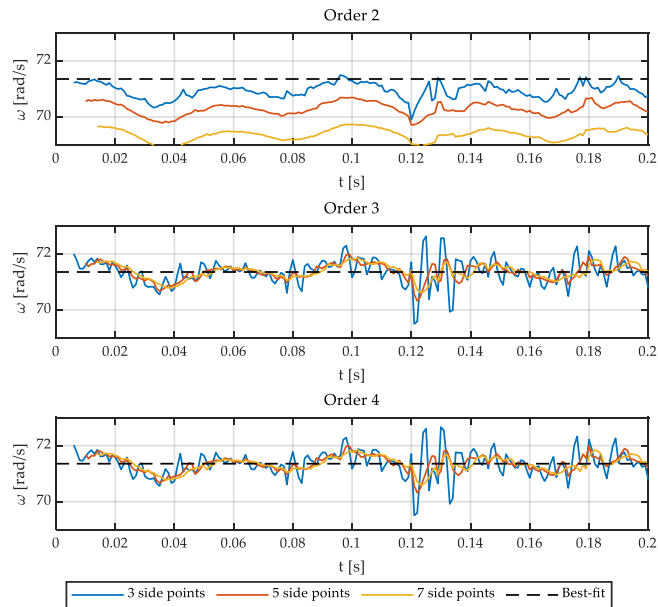 Order 2
72
70
ω [rad/s]
0 0.02 0.04 0.06 0.08 0.1 0.12 0.14 0.16 0.18 0.2
t [s]
Order 3
72
70
ω [rad/s]
0 0.02 0.04 0.06 0.08 0.1 0.12 0.14 0.16 0.18 0.2
t [s]
Order 4
72
70
ω [rad/s]
0 0.02 0.04 0.06 0.08 0.1 0.12 0.14 0.16 0.18 0.2
t [s]
3 side points 5 side points 7 side points Best-fit